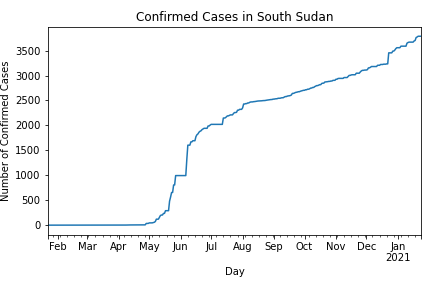 Confirmed Cases in South Sudan
Number of Confirmed Cases
3500
3000
2500
2000
1500
1000
500
0
Feb Mar Apr May Jun Jul Aug Sep Oct Nov Dec Jan
2021
Day